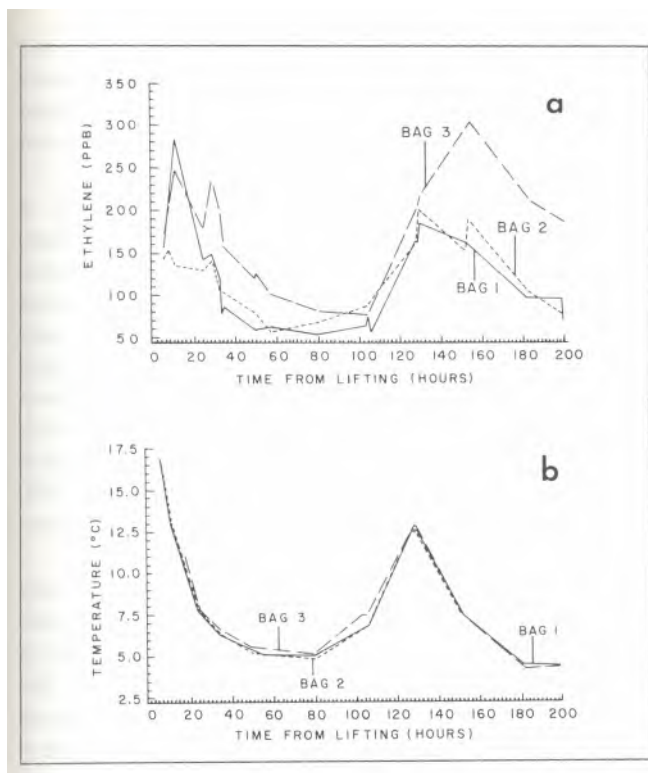 a
ETHYLENE (PPB)
350
300
250
200
150
100
50
BAG 3
BAG 2
BAG 1
0 20 40 60 80 100 120 140 160 180 200
TIME FROM LIFTING (HOURS)
b
TEMPERATURE (°C)
17.5
15.0
12.5
10.0
7.5
5.0
2.5
BAG 3
BAG 2
BAG 1
0 20 40 60 80 100 120 140 160 180 200
TIME FROM LIFTING (HOURS)